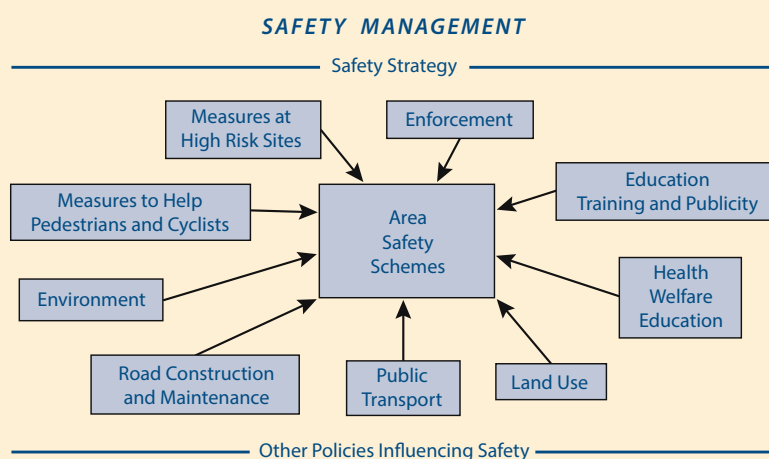 SAFETY MANAGEMENT
Safety Strategy
Measures at
High Risk Sites
Enforcement
Measures to Help
Pedestrians and Cyclists
Area
Safety
Schemes
Education
Training and Publicity
Environment
Health
Welfare
Education
Road Construction
and Maintenance
Public
Transport
Land Use
Other Policies Influencing Safety